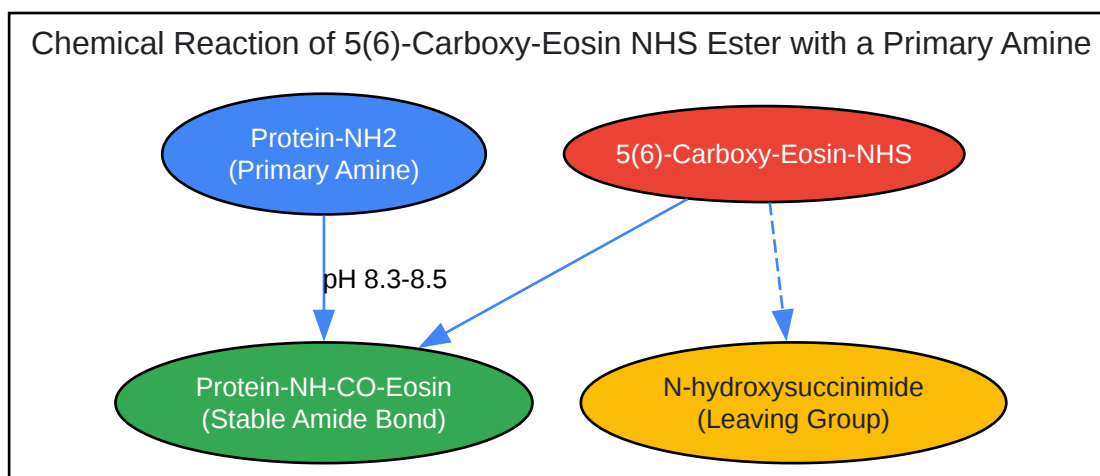 Chemical Reaction of 5(6)-Carboxy-Eosin NHS Ester with a Primary Amine
Protein-NH2
(Primary Amine)
5(6)-Carboxy-Eosin-NHS
pH 8.3-8.5
Protein-NH-CO-Eosin
(Stable Amide Bond)
N-hydroxysuccinimide
(Leaving Group)